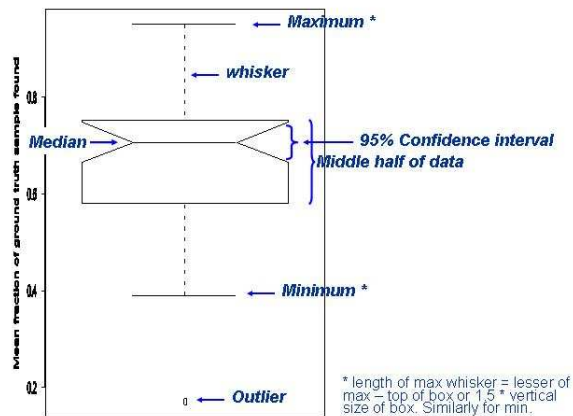 Maximum *
whisker
0.8
Median
95% Confidence interval
Middle half of data
0.6
Mean fraction of ground truth sample found
0.4
Minimum *
0.2
Outlier
* length of max whisker = lesser of
max – top of box or 1.5 * vertical
size of box. Similarly for min.